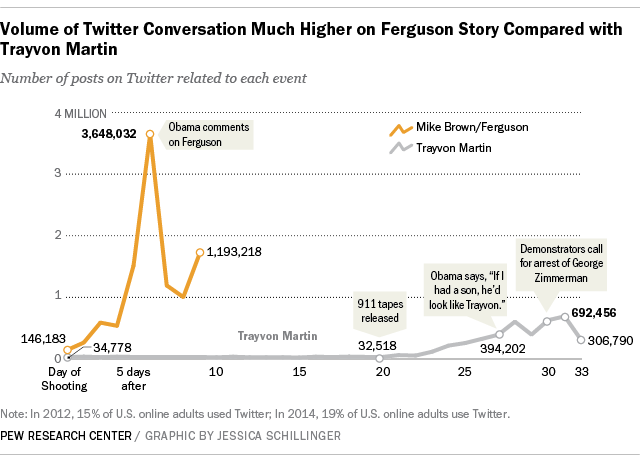 Volume of Twitter Conversation Much Higher on Ferguson Story Compared with
Trayvon Martin
Number of posts on Twitter related to each event
4 MILLION
3,648,032
Obama comments
on Ferguson
Mike Brown/Ferguson
Trayvon Martin
3
2
1,193,218
Demonstrators call
for arrest of George
Zimmerman
Obama says, “If I
had a son, he’d
look like Trayvon.”
1
911 tapes
released
692,456
146,183
34,778
Trayvon Martin
32,518
394,202
306,790
0
Day of
Shooting
5 days
after
10
15
20
25
30
33
Note: In 2012, 15% of U.S. online adults used Twitter; In 2014, 19% of U.S. online adults use Twitter.
PEW RESEARCH CENTER / GRAPHIC BY JESSICA SCHILLINGER